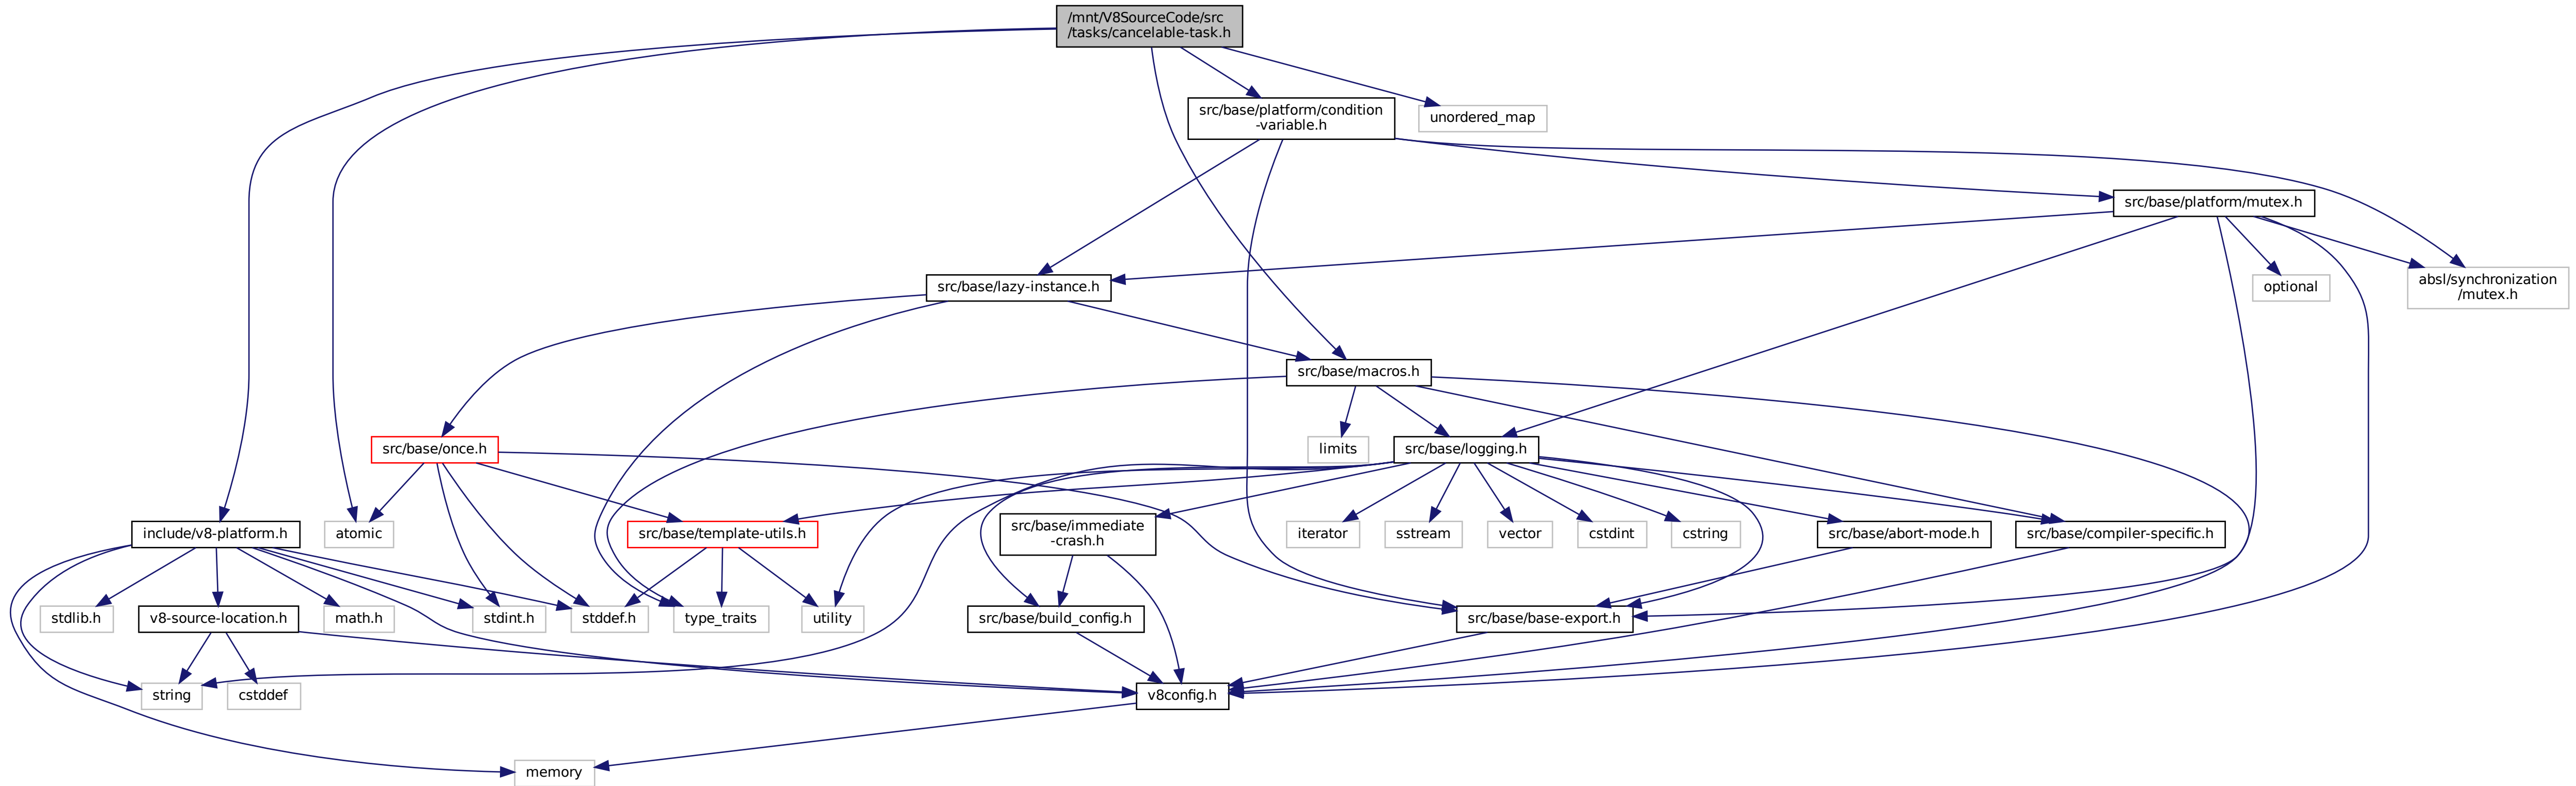 /mnt/V8SourceCode/src
/tasks/cancelable-task.h
src/base/platform/condition
-variable.h
unordered_map
src/base/platform/mutex.h
src/base/lazy-instance.h
optional
absl/synchronization
/mutex.h
src/base/macros.h
src/base/once.h
limits
src/base/logging.h
include/v8-platform.h
atomic
src/base/template-utils.h
src/base/immediate
-crash.h
iterator
sstream
vector
cstdint
cstring
src/base/abort-mode.h
src/base/compiler-specific.h
stdlib.h
v8-source-location.h
math.h
stdint.h
stddef.h
type_traits
utility
src/base/build_config.h
src/base/base-export.h
string
cstddef
v8config.h
memory